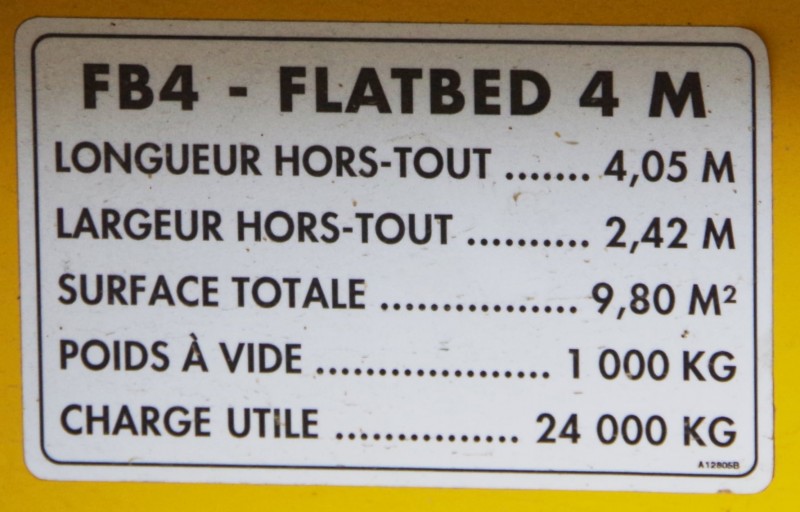 FB4 - FLATBED 4 M
LONGUEUR HORS-TOUT ....... 4,05 M
LARGEUR HORS-TOUT .......... 2,42 M
SURFACE TOTALE ................. 9,80 M²
POIDS À VIDE .................... 1 000 KG
CHARGE UTILE ................ 24 000 KG
A12805B